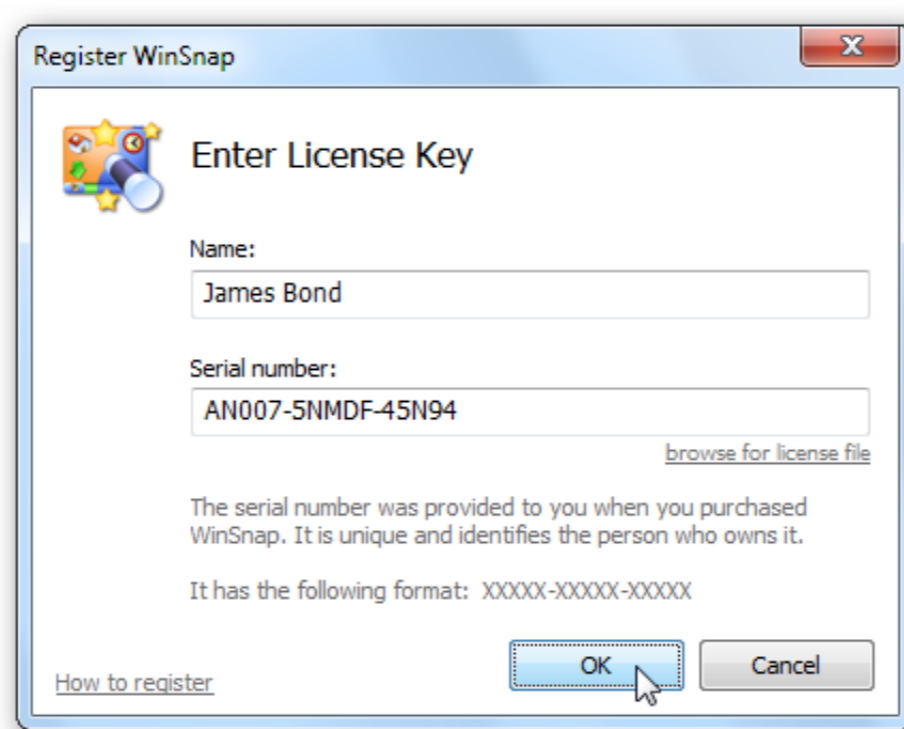 Register WinSnap
Enter License Key
Name:
James Bond
Serial number:
AN007-5NMDF-45N94
browse for license file
The serial number was provided to you when you purchased
WinSnap. It is unique and identifies the person who owns it.
It has the following format: XXXXX-XXXXX-XXXXX
How to register
OK
Cancel